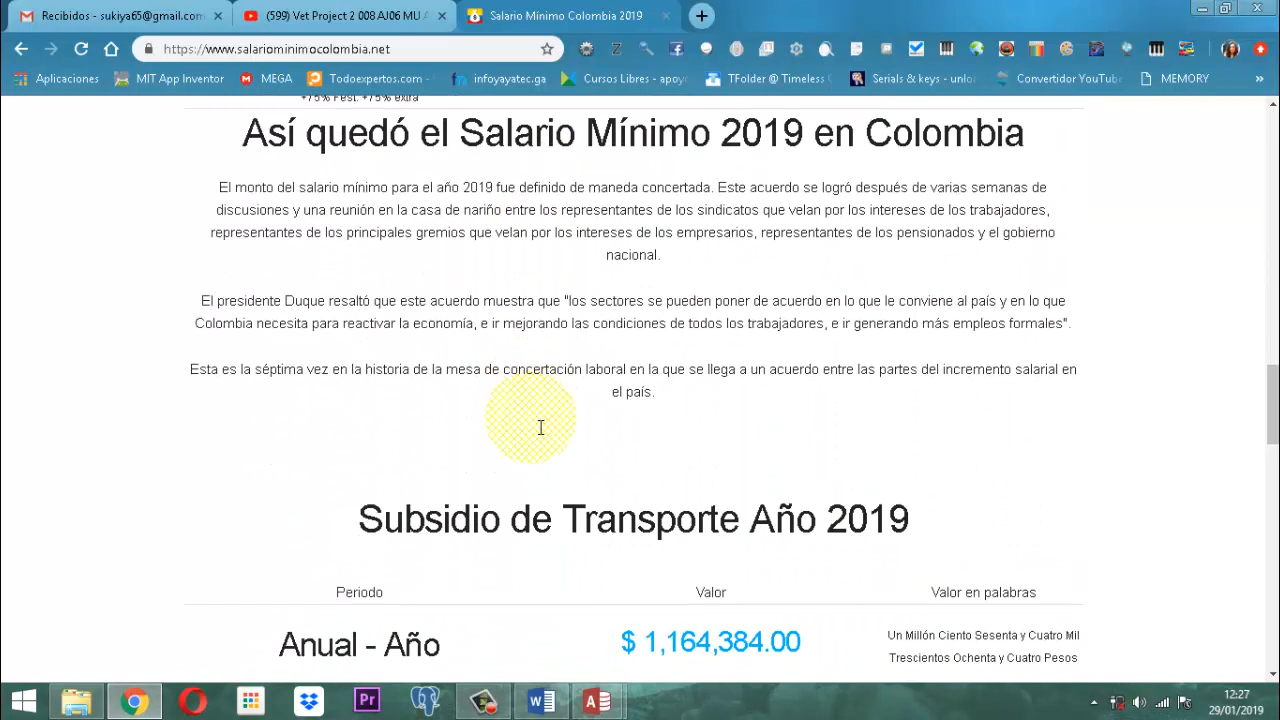 Recibidos - sukiya65@gmail.com
(599) Vet Project 2 008 AJ06 MU A
Salario Mínimo Colombia 2019
https://www.salariominimocolombia.net
Aplicaciones
MIT App Inventor
MEGA
Todoexpertos.com -
infoyayatec.ga
Cursos Libres - apoy
TFolder @ Timeless
Serials & keys - unlo
Convertidor YouTube
MEMORY
»
+75% Fest. +75% extra
Así quedó el Salario Mínimo 2019 en Colombia
El monto del salario mínimo para el año 2019 fue definido de maneda concertada. Este acuerdo se logró después de varias semanas de
discusiones y una reunión en la casa de nariño entre los representantes de los sindicatos que velan por los intereses de los trabajadores,
representantes de los principales gremios que velan por los intereses de los empresarios, representantes de los pensionados y el gobierno
nacional.
El presidente Duque resaltó que este acuerdo muestra que "los sectores se pueden poner de acuerdo en lo que le conviene al país y en lo que
Colombia necesita para reactivar la economía, e ir mejorando las condiciones de todos los trabajadores, e ir generando más empleos formales".
Esta es la séptima vez en la historia de la mesa de concertación laboral en la que se llega a un acuerdo entre las partes del incremento salarial en
el país.
Subsidio de Transporte Año 2019
Periodo
Valor
Valor en palabras
Anual - Año
$ 1,164,384.00
Un Millón Ciento Sesenta y Cuatro Mil
Trescientos Ochenta y Cuatro Pesos
12:27
29/01/2019